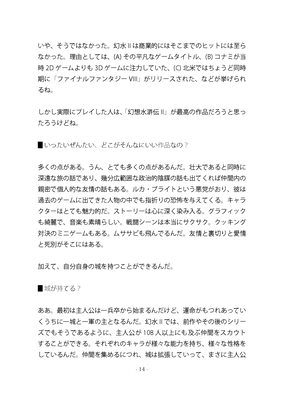 いや、そうではなかった。幻水 II は商業的にはそこまでのヒットには至ら
なかった。理由としては、(A) その平凡なゲームタイトル、(B) コナミが当
時 2D ゲームよりも 3D ゲームに注力していた、(C) 北米ではちょうど同時
期に「ファイナルファンタジー VIII」がリリースされた、などが挙げられ
るね。
しかし実際にプレイした人は、「幻想水滸伝 II」が最高の作品だろうと思っ
たろうけどね。
■いったいぜんたい、どこがそんなにいい作品なの？
多くの点がある。うん、とても多くの点があるんだ。壮大であると同時に
深遠な旅の話であり、幾分広範囲な政治的陰謀の話も出てくれば仲間内の
親密で個人的な友情の話もある。ルカ・ブライトという悪党がおり、彼は
過去のゲームに出てきた人物の中でも指折りの恐怖を与えてくる。キャラ
クターはとても魅力的だ。ストーリーは心に深く染み入る。グラフィック
も綺麗で、音楽も素晴らしい。戦闘シーンは本当にサクサク、クッキング
対決のミニゲームもある。ムササビも飛んでるんだ。友情と裏切りと愛情
と死別がそこにはある。
加えて、自分自身の城を持つことができるんだ。
■城が持てる？
ああ。最初は主人公は一兵卒から始まるんだけど、運命がもつれあってい
くうちに一城と一軍の主となるんだ。幻水 II では、前作やその後のシリー
ズでもそうであるように、主人公が 108 人以上にも及ぶ仲間をスカウト
することができる。それぞれのキャラが様々な能力を持ち、様々な性格を
しているんだ。仲間を集めるにつれ、城は拡張していって、まさに主人公
- 14 -